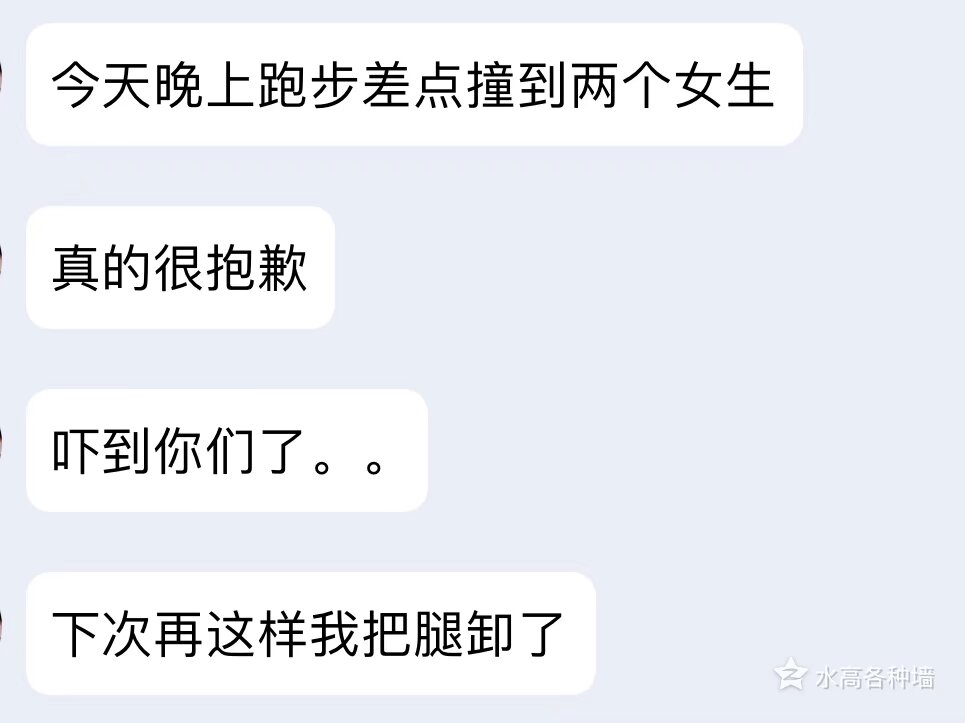 今天晚上跑步差点撞到两个女生
真的很抱歉
吓到你们了。。
下次再这样我把腿卸了
水高各种墙